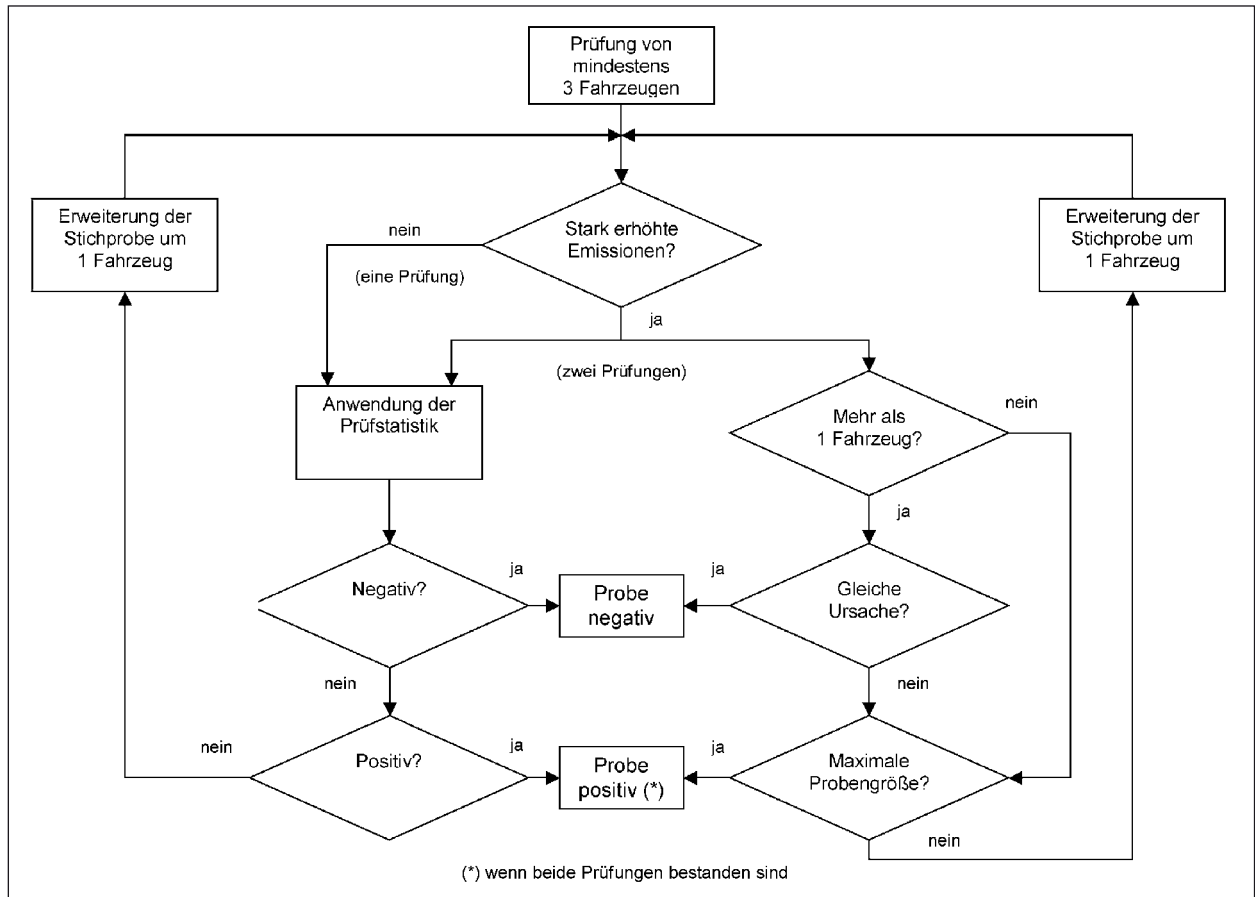 Prüfung von
mindestens
3 Fahrzeugen
Erweiterung der
Stichprobe um
1 Fahrzeug
nein
Stark erhöhte
Emissionen?
Erweiterung der
Stichprobe um
1 Fahrzeug
(eine Prüfung)
ja
(zwei Prüfungen)
Anwendung der
Prüfstatistik
Mehr als
1 Fahrzeug?
nein
ja
Negativ?
ja
Probe
negativ
ja
Gleiche
Ursache?
nein
nein
nein
Positiv?
ja
Probe
positiv (*)
ja
Maximale
Probengröße?
nein
(*) wenn beide Prüfungen bestanden sind